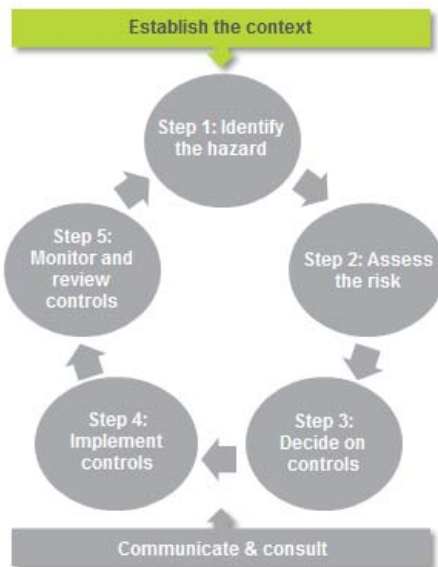 Establish the context
Step 1: Identify
the hazard
Step 2: Assess
the risk
Step 3:
Decide on
controls
Step 4:
Implement
controls
Step 5:
Monitor and
review
controls
Communicate & consult